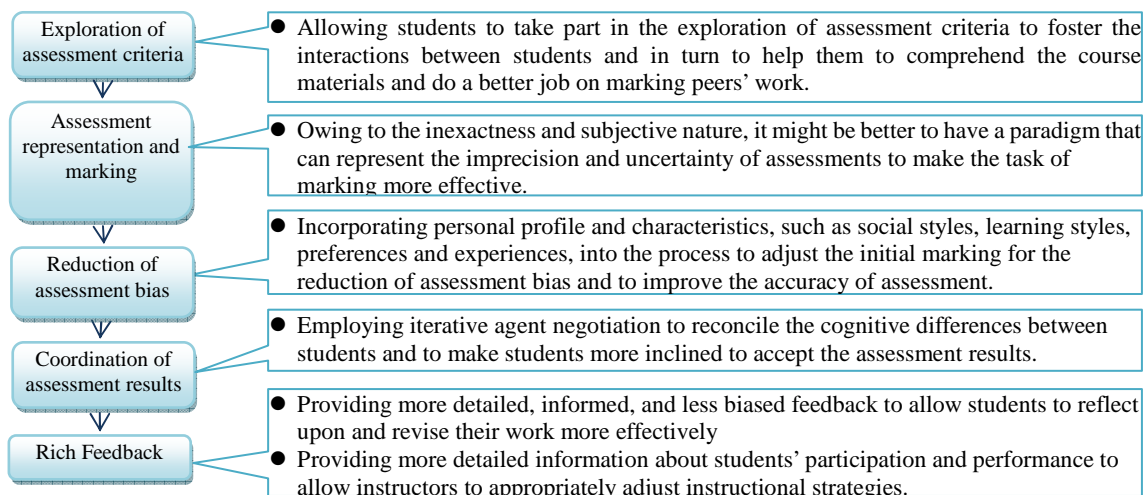 Exploration of
assessment criteria
● Allowing students to take part in the exploration of assessment criteria to foster the
interactions between students and in turn to help them to comprehend the course
materials and do a better job on marking peers’ work.
Assessment
representation and
marking
● Owing to the inexactness and subjective nature, it might be better to have a paradigm that
can represent the imprecision and uncertainty of assessments to make the task of
marking more effective.
Reduction of
assessment bias
● Incorporating personal profile and characteristics, such as social styles, learning styles,
preferences and experiences, into the process to adjust the initial marking for the
reduction of assessment bias and to improve the accuracy of assessment.
Coordination of
assessment results
● Employing iterative agent negotiation to reconcile the cognitive differences between
students and to make students more inclined to accept the assessment results.
Rich Feedback
● Providing more detailed, informed, and less biased feedback to allow students to reflect
upon and revise their work more effectively
● Providing more detailed information about students’ participation and performance to
allow instructors to appropriately adjust instructional strategies.